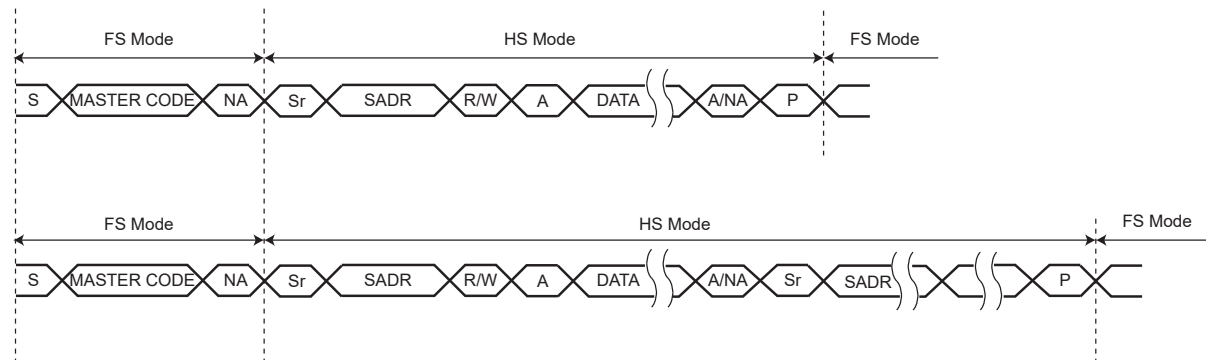 FS Mode HS Mode FS Mode
S MASTER CODE NA Sr SADR R/W A DATA A/NA P
FS Mode HS Mode FS Mode
S MASTER CODE NA Sr SADR R/W A DATA A/NA Sr SADR P